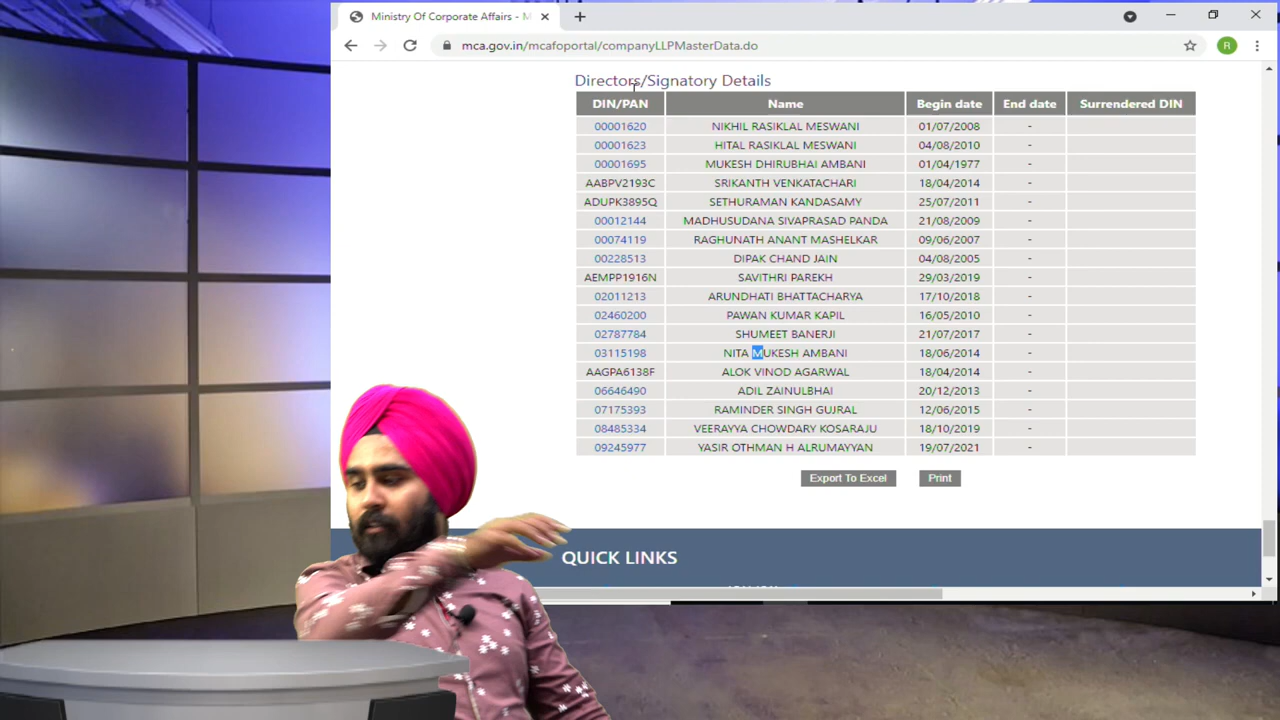 Ministry Of Corporate Affairs - M
mca.gov.in/mcafoportal/companyLLPMasterData.do
R
Directors/Signatory Details
DIN/PAN Name Begin date End date Surrendered DIN
00001620 NIKHIL RASIKLAL MESWANI 01/07/2008 -
00001623 HITAL RASIKLAL MESWANI 04/08/2010 -
00001695 MUKESH DHIRUBHAI AMBANI 01/04/1977 -
AABPV2193C SRIKANTH VENKATACHARI 18/04/2014 -
ADUPK3895Q SETHURAMAN KANDASAMY 25/07/2011 -
00012144 MADHUSUDANA SIVAPRASAD PANDA 21/08/2009 -
00074119 RAGHUNATH ANANT MASHELKAR 09/06/2007 -
00228513 DIPAK CHAND JAIN 04/08/2005 -
AEMPP1916N SAVITHRI PAREKH 29/03/2019 -
02011213 ARUNDHATI BHATTACHARYA 17/10/2018 -
02460200 PAWAN KUMAR KAPIL 16/05/2010 -
02787784 SHUMEET BANERJI 21/07/2017 -
03115198 NITA MUKESH AMBANI 18/06/2014 -
AAGPA6138F ALOK VINOD AGARWAL 18/04/2014 -
06646490 ADIL ZAINULBHAI 20/12/2013 -
07175393 RAMINDER SINGH GUJRAL 12/06/2015 -
08485334 VEERAYYA CHOWDARY KOSARAJU 18/10/2019 -
09245977 YASIR OTHMAN H ALRUMAYYAN 19/07/2021 -
Export To Excel Print
QUICK LINKS